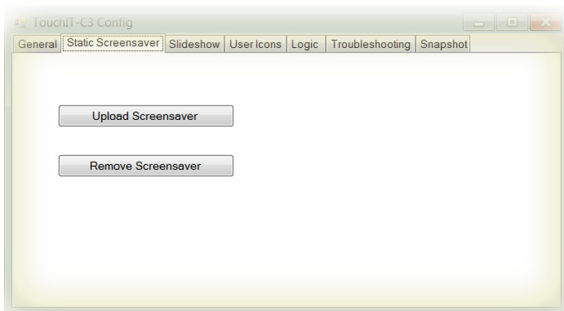 TouchIT-C3 Config
General Static Screensaver Slideshow User Icons Logic Troubleshooting Snapshot
Upload Screensaver
Remove Screensaver